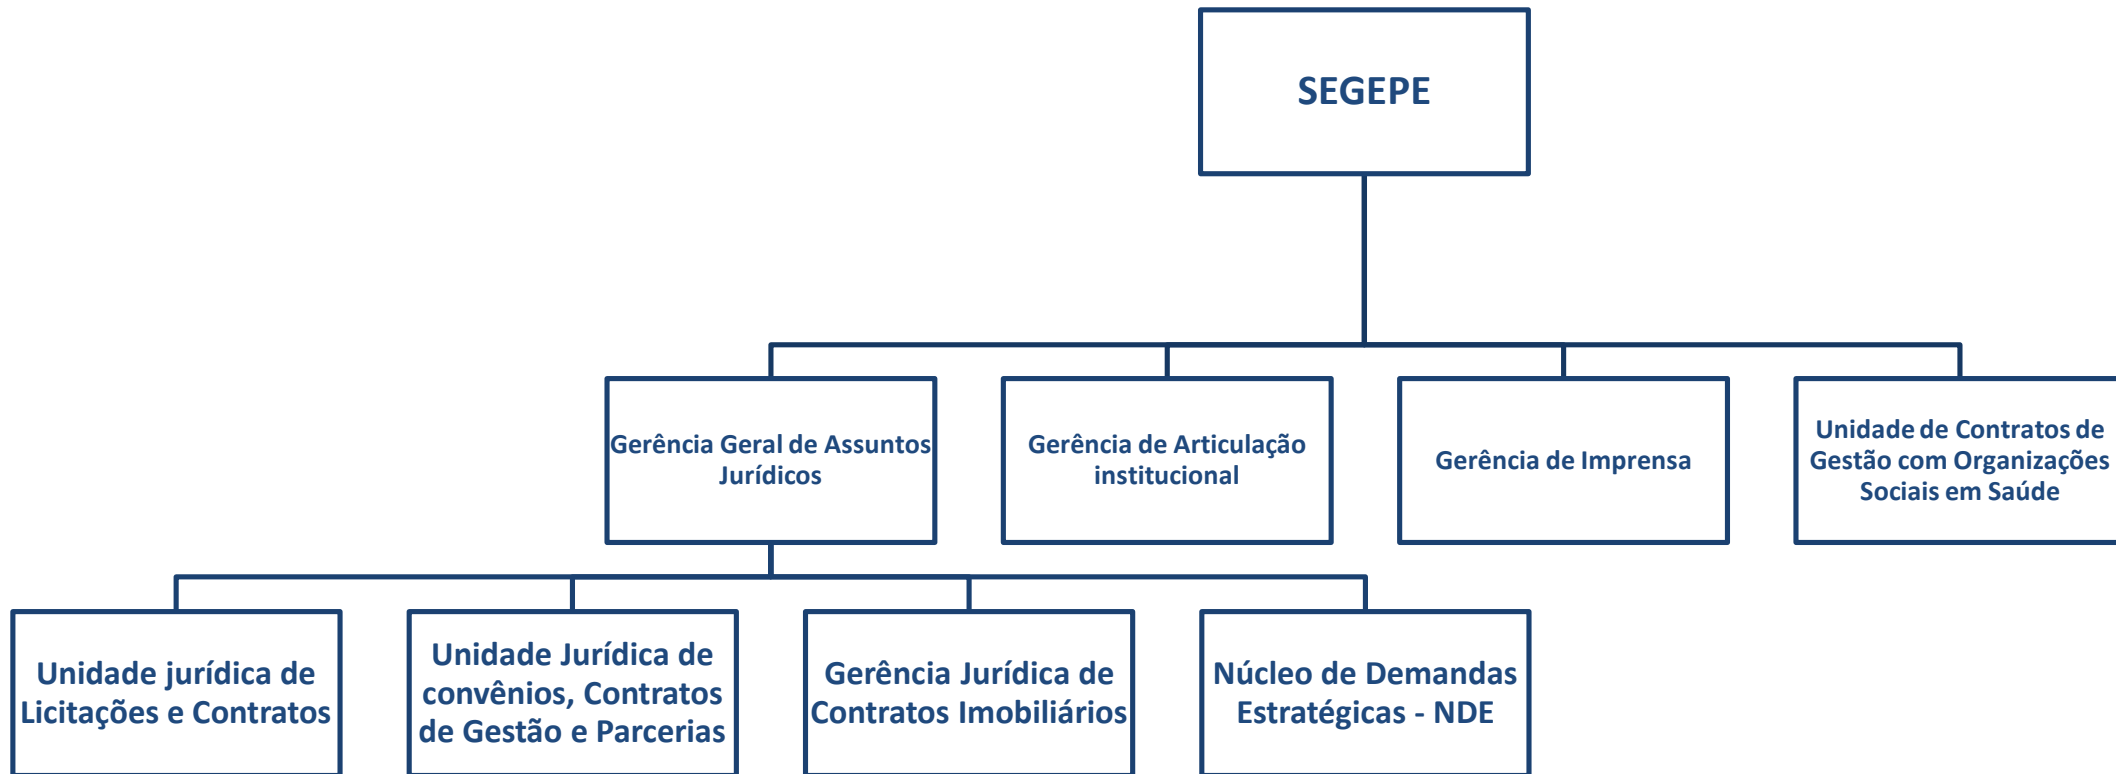 SEGEPE
Gerência Geral de Assuntos
Jurídicos
Gerência de Articulação
institucional
Gerência de Imprensa
Unidade de Contratos de
Gestão com Organizações
Sociais em Saúde
Unidade jurídica de
Licitações e Contratos
Unidade Jurídica de
convênios, Contratos
de Gestão e Parcerias
Gerência Jurídica de
Contratos Imobiliários
Núcleo de Demandas
Estratégicas - NDE